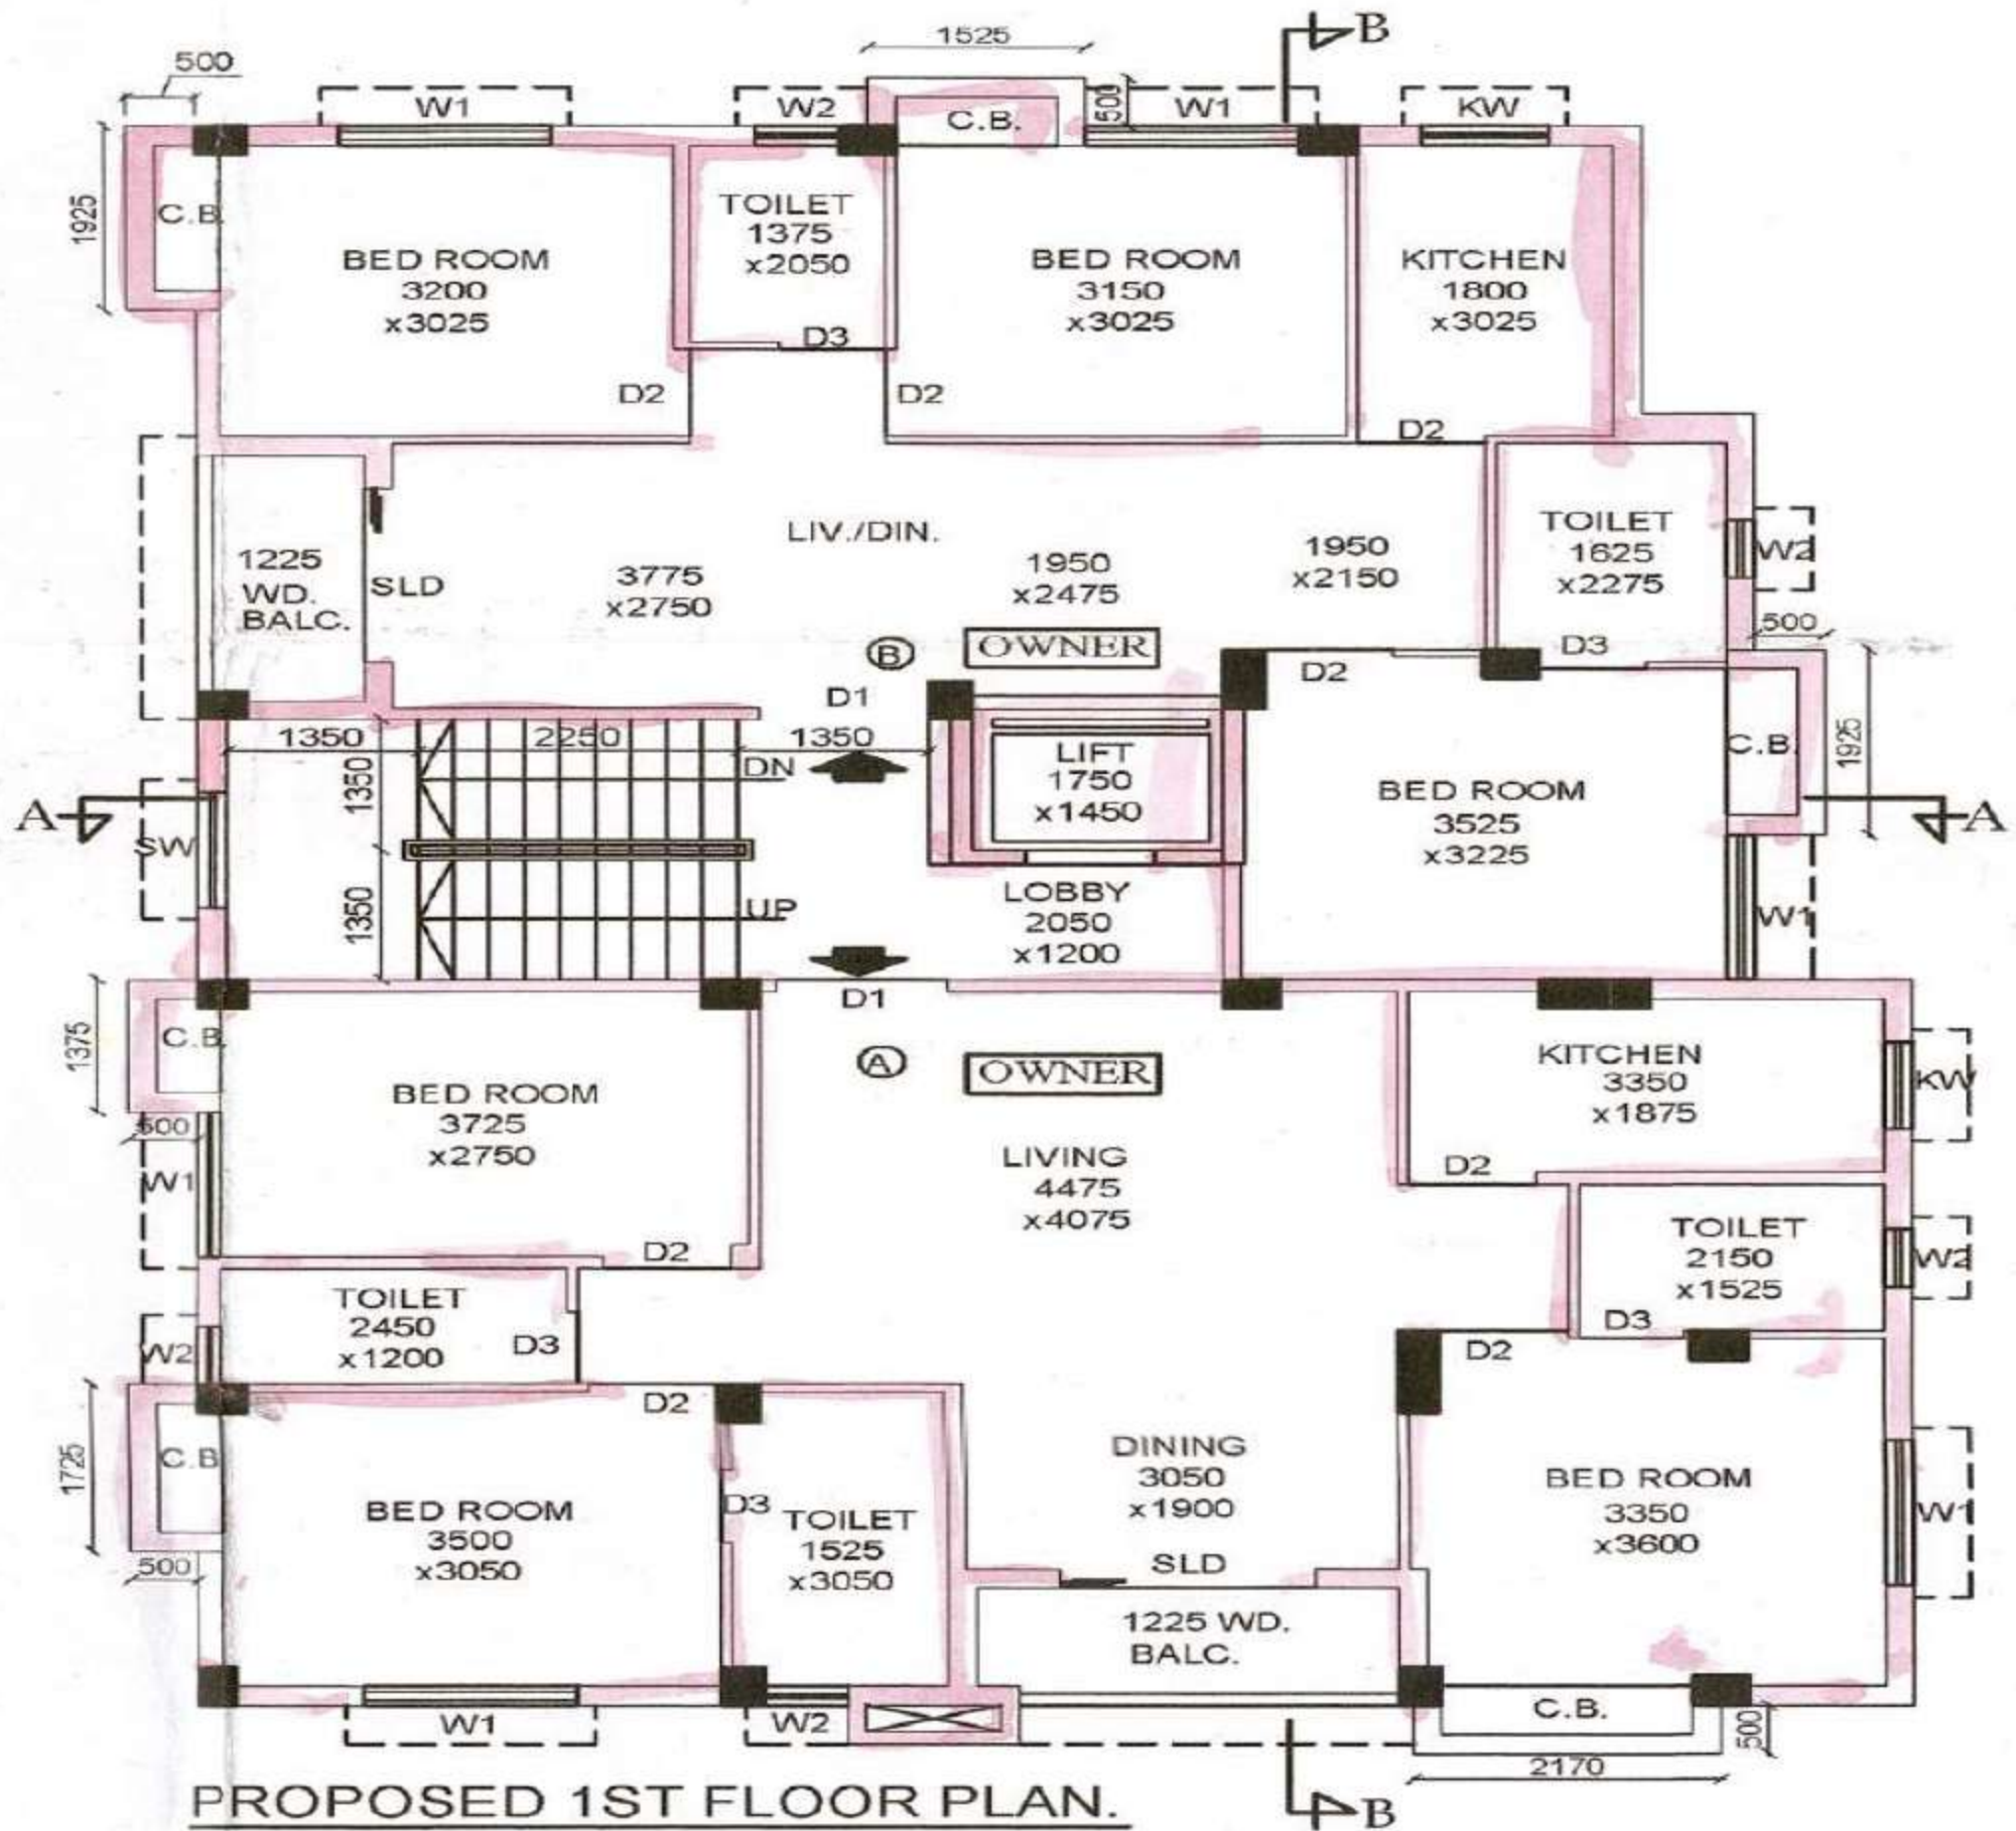 B
1525
500
W1
W2
C.B.
500
W1
KW
1925
C.B.
BED ROOM
3200
x3025
TOILET
1375
x2050
D3
BED ROOM
3150
x3025
KITCHEN
1800
x3025
D2
D2
D2
1225
WD.
BALC.
SLD
LIV./DIN.
3775
x2750
1950
x2475
1950
x2150
TOILET
1625
x2275
W2
500
D3
D2
B
OWNER
D1
1350
2250
1350
1350
DN
LIFT
1750
x1450
BED ROOM
3525
x3225
C.B.
1925
A
A
SW
1350
UP
LOBBY
2050
x1200
W1
D1
1375
C.B.
A
OWNER
KITCHEN
3350
x1875
KW
500
W1
BED ROOM
3725
x2750
D2
LIVING
4475
x4075
D2
TOILET
2150
x1525
D3
W2
TOILET
2450
x1200
D3
W2
D2
D2
1725
C.B
500
BED ROOM
3500
x3050
D3
TOILET
1525
x3050
DINING
3050
x1900
SLD
BED ROOM
3350
x3600
W1
1225 WD.
BALC.
W1
W2
C.B.
500
2170
B
PROPOSED 1ST FLOOR PLAN.